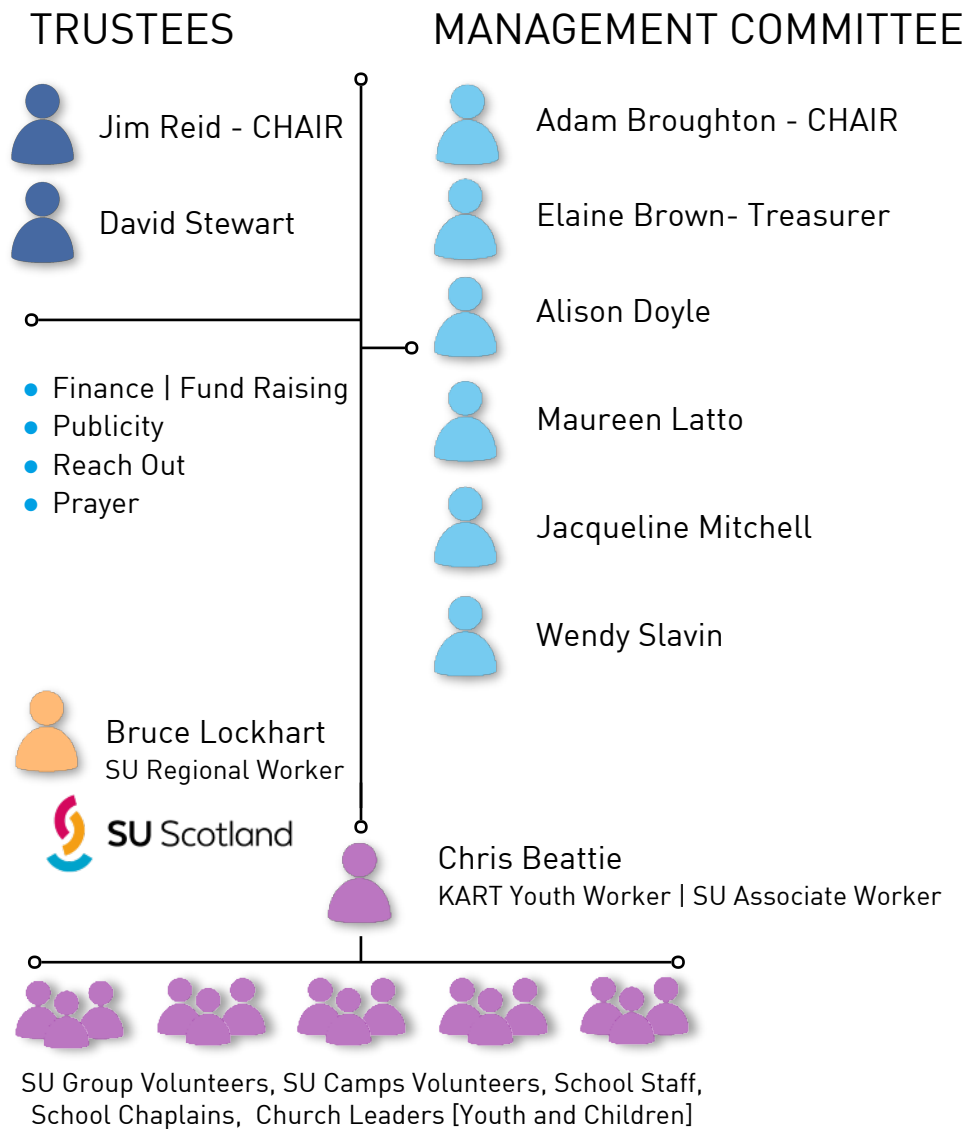 TRUSTEES
Jim Reid - CHAIR
David Stewart
Finance | Fund Raising
Publicity
Reach Out
Prayer
MANAGEMENT COMMITTEE
Adam Broughton - CHAIR
Elaine Brown- Treasurer
Alison Doyle
Maureen Latto
Jacqueline Mitchell
Wendy Slavin
Bruce Lockhart
SU Regional Worker
SU Scotland
Chris Beattie
KART Youth Worker | SU Associate Worker
SU Group Volunteers, SU Camps Volunteers, School Staff,
School Chaplains, Church Leaders [Youth and Children]